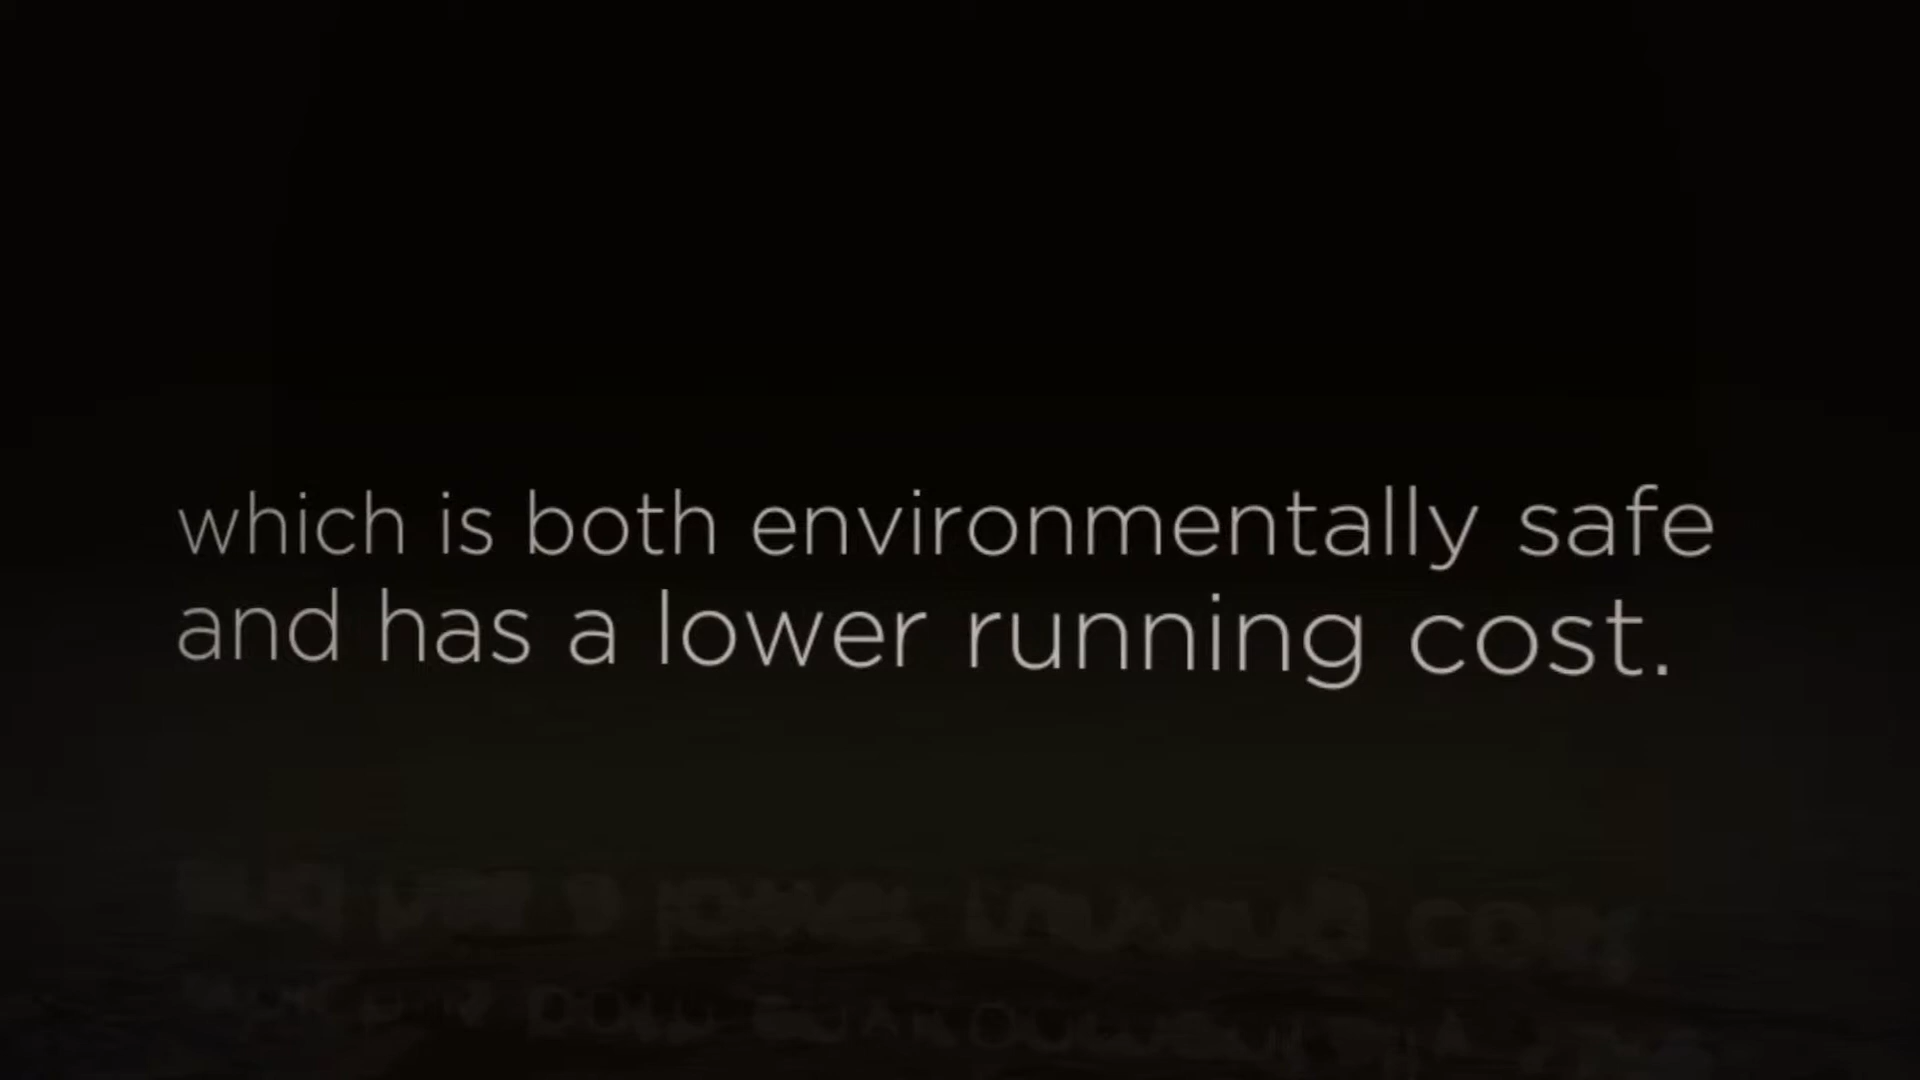 which is both environmentally safe
and has a lower running cost.